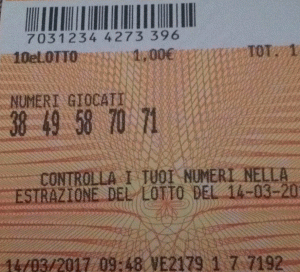 7031234 4273 396
10eLOTTO 1,00€ TOT. 1
NUMERI GIOCATI
38 49 58 70 71
CONTROLLA I TUOI NUMERI NELLA
ESTRAZIONE DEL LOTTO DEL 14-03-20
14/03/2017 09:48 VE2179 1 7 7192